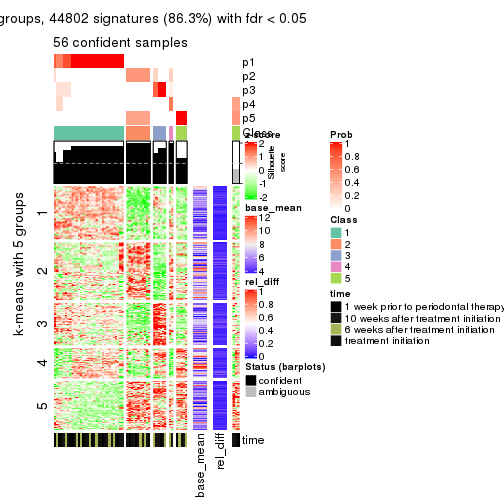 groups, 44802 signatures (86.3%) with fdr < 0.05
56 confident samples
p1
p2
p3
p4
p5
Class
Silhouette
score
k-means with 5 groups
1
2
3
4
5
time
base_mean
rel_diff
z-score
2
1
0
-1
-2
base_mean
12
10
8
6
4
rel_diff
1
0.8
0.6
0.4
0.2
0
Status (barplots)
confident
ambiguous
Prob
1
0.8
0.6
0.4
0.2
0
Class
1
2
3
4
5
time
1 week prior to periodontal therapy
10 weeks after treatment initiation
6 weeks after treatment initiation
treatment initiation